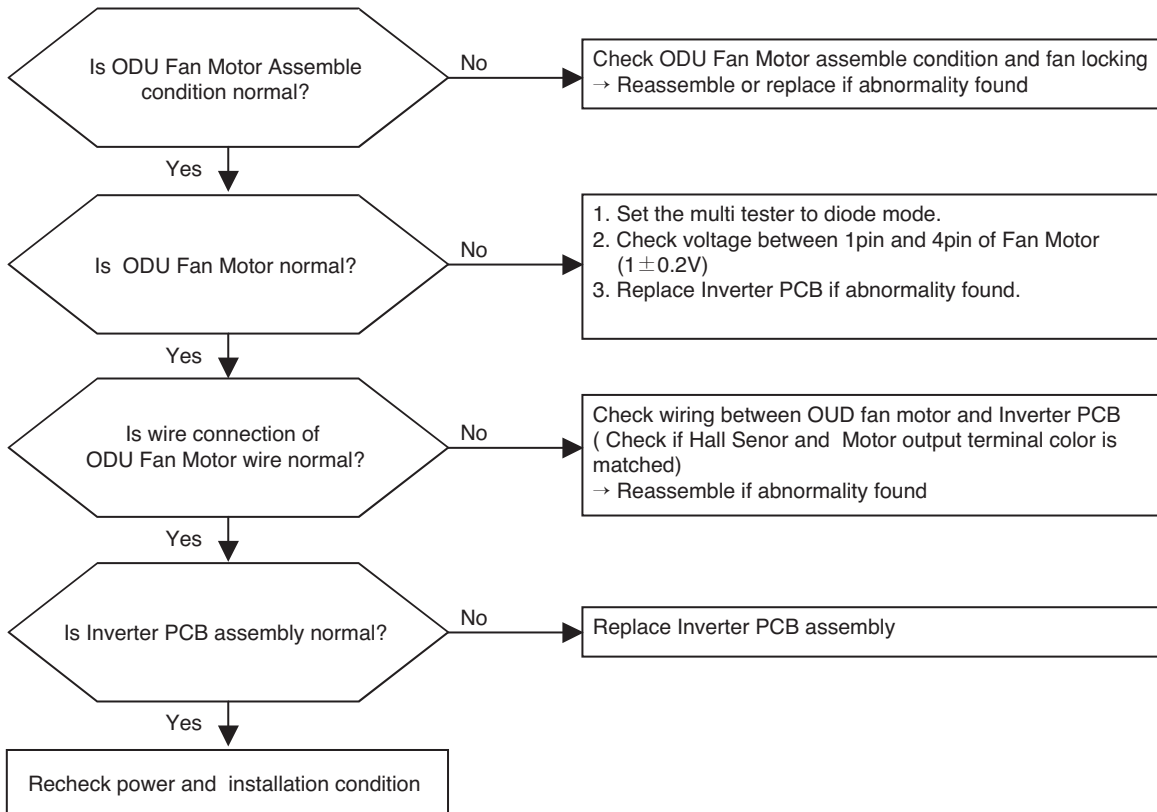 Is ODU Fan Motor Assemble
condition normal?
No
Check ODU Fan Motor assemble condition and fan locking
→ Reassemble or replace if abnormality found
Yes
Is ODU Fan Motor normal?
No
1. Set the multi tester to diode mode.
2. Check voltage between 1pin and 4pin of Fan Motor
(1±0.2V)
3. Replace Inverter PCB if abnormality found.
Yes
Is wire connection of
ODU Fan Motor wire normal?
No
Check wiring between OUD fan motor and Inverter PCB
( Check if Hall Senor and Motor output terminal color is
matched)
→ Reassemble if abnormality found
Yes
Is Inverter PCB assembly normal?
No
Replace Inverter PCB assembly
Yes
Recheck power and installation condition